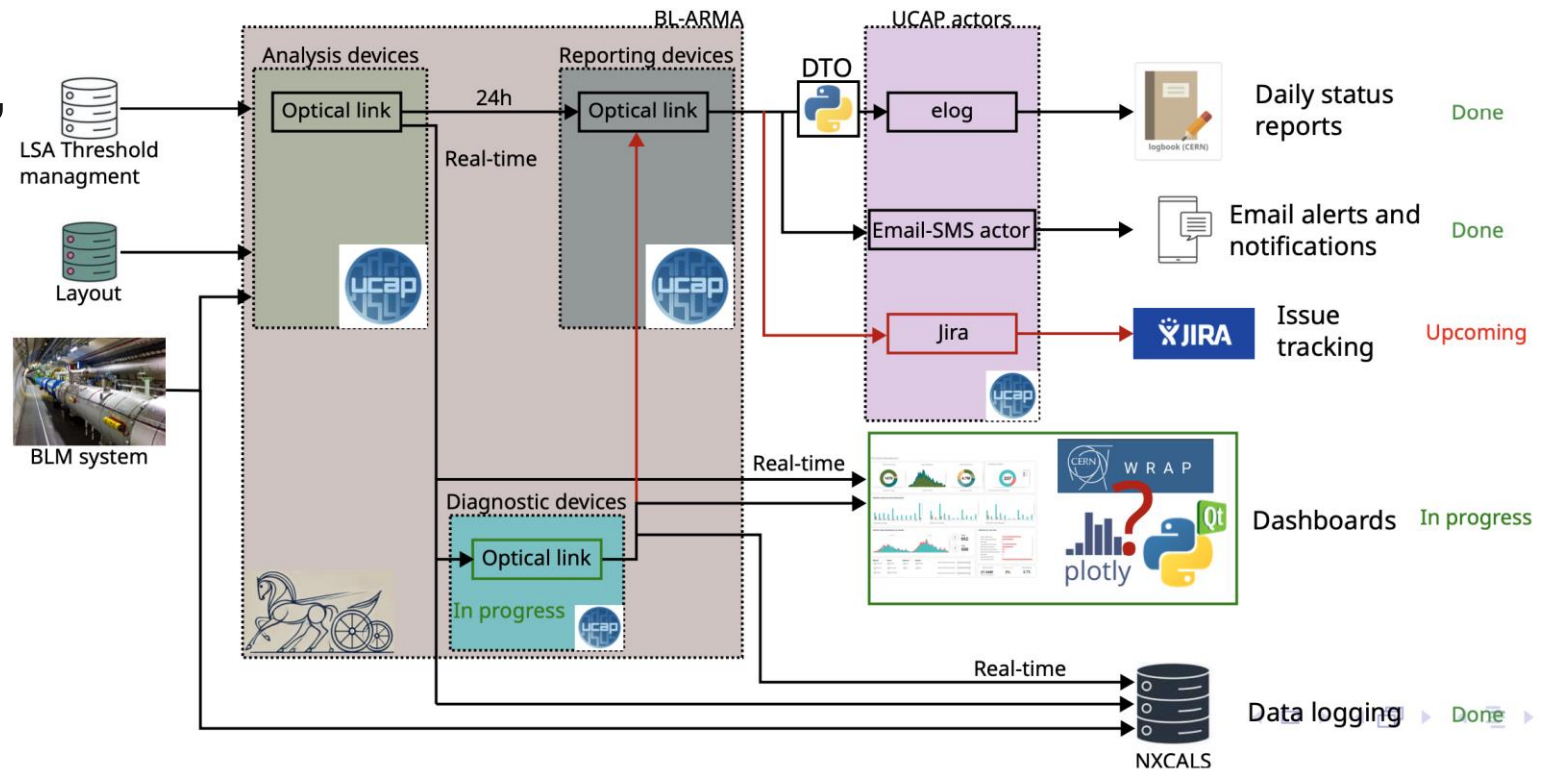 BL-ARMA
UCAP actors
Analysis devices
Reporting devices
DTO
Optical link
24h
Optical link
elog
Daily status
reports
Done
logbook (CERN)
LSA Threshold
managment
Real-time
Email-SMS actor
Email alerts and
notifications
Done
ucap
ucap
Layout
Jira
JIRA
Issue
tracking
Upcoming
ucap
BLM system
Real-time
CERN
WRAP
Diagnostic devices
Optical link
?
Qt
plotly
Dashboards
In progress
In progress
ucap
Real-time
Data logging
Done
NXCALS